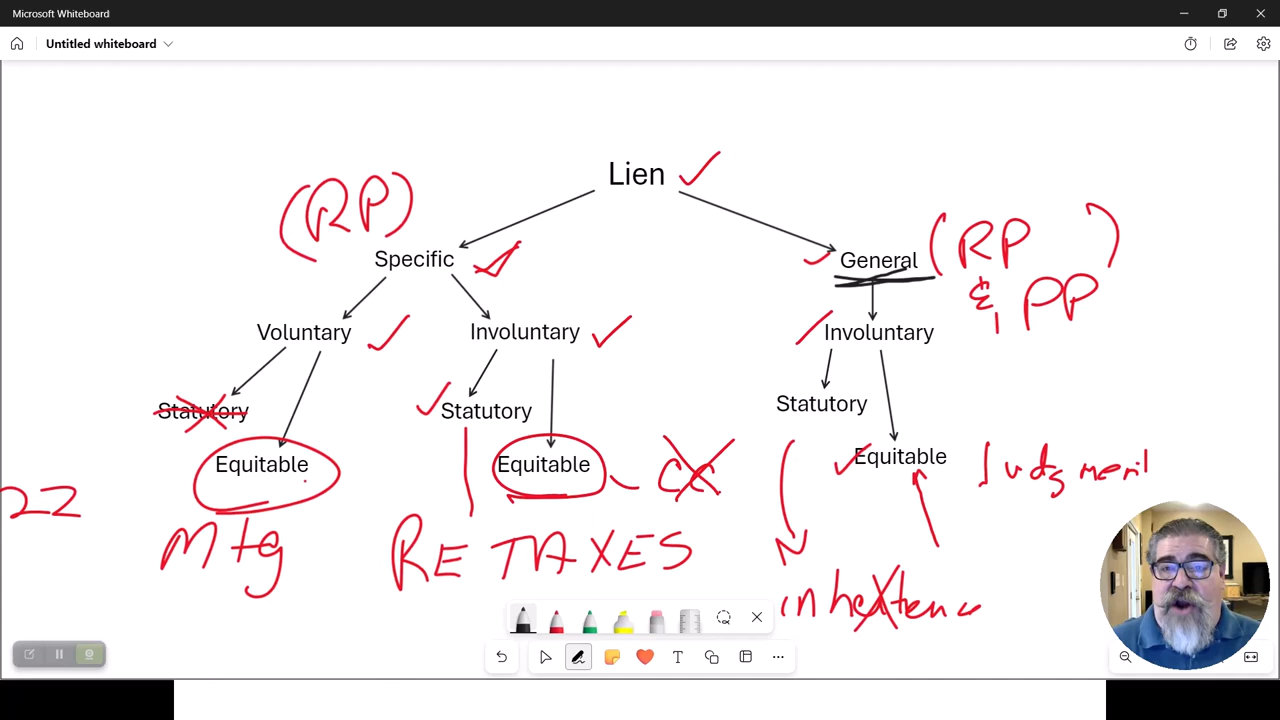 Microsoft Whiteboard
Untitled whiteboard
Lien
(RP)
Specific
General
(RP
& PP)
Voluntary
Involuntary
Involuntary
Statutory
Statutory
Statutory
Equitable
Equitable
CC
Equitable
Judgment
22
Mtg
RE TAXES